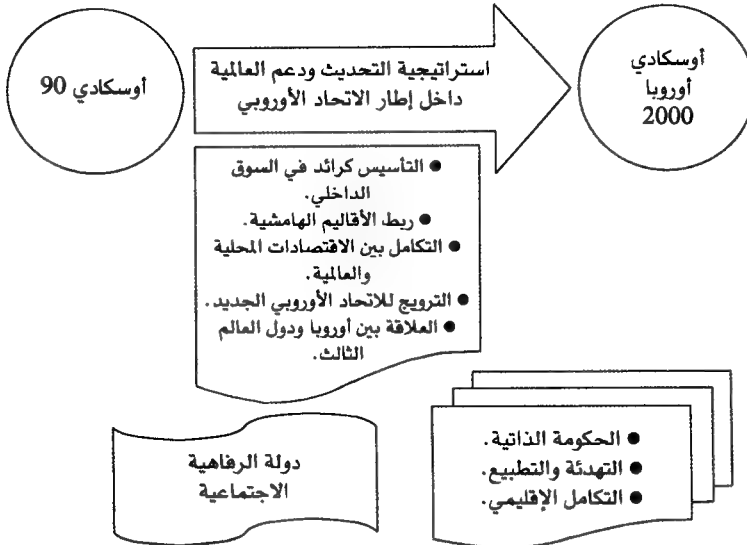 أوسكادي 90
استراتيجية التحديث ودعم العالمية
داخل إطار الاتحاد الأوروبي
أوسكادي
أوروبا
2000
● التأسيس كرائد في السوق
الداخلي.
● ربط الأقاليم الهامشية.
● التكامل بين الاقتصادات المحلية
والعالمية.
● الترويج للاتحاد الأوروبي الجديد.
● العلاقة بين أوروبا ودول العالم
الثالث.
● الحكومة الذاتية.
● التهدئة والتطبيع.
● التكامل الإقليمي.
دولة الرفاهية
الاجتماعية